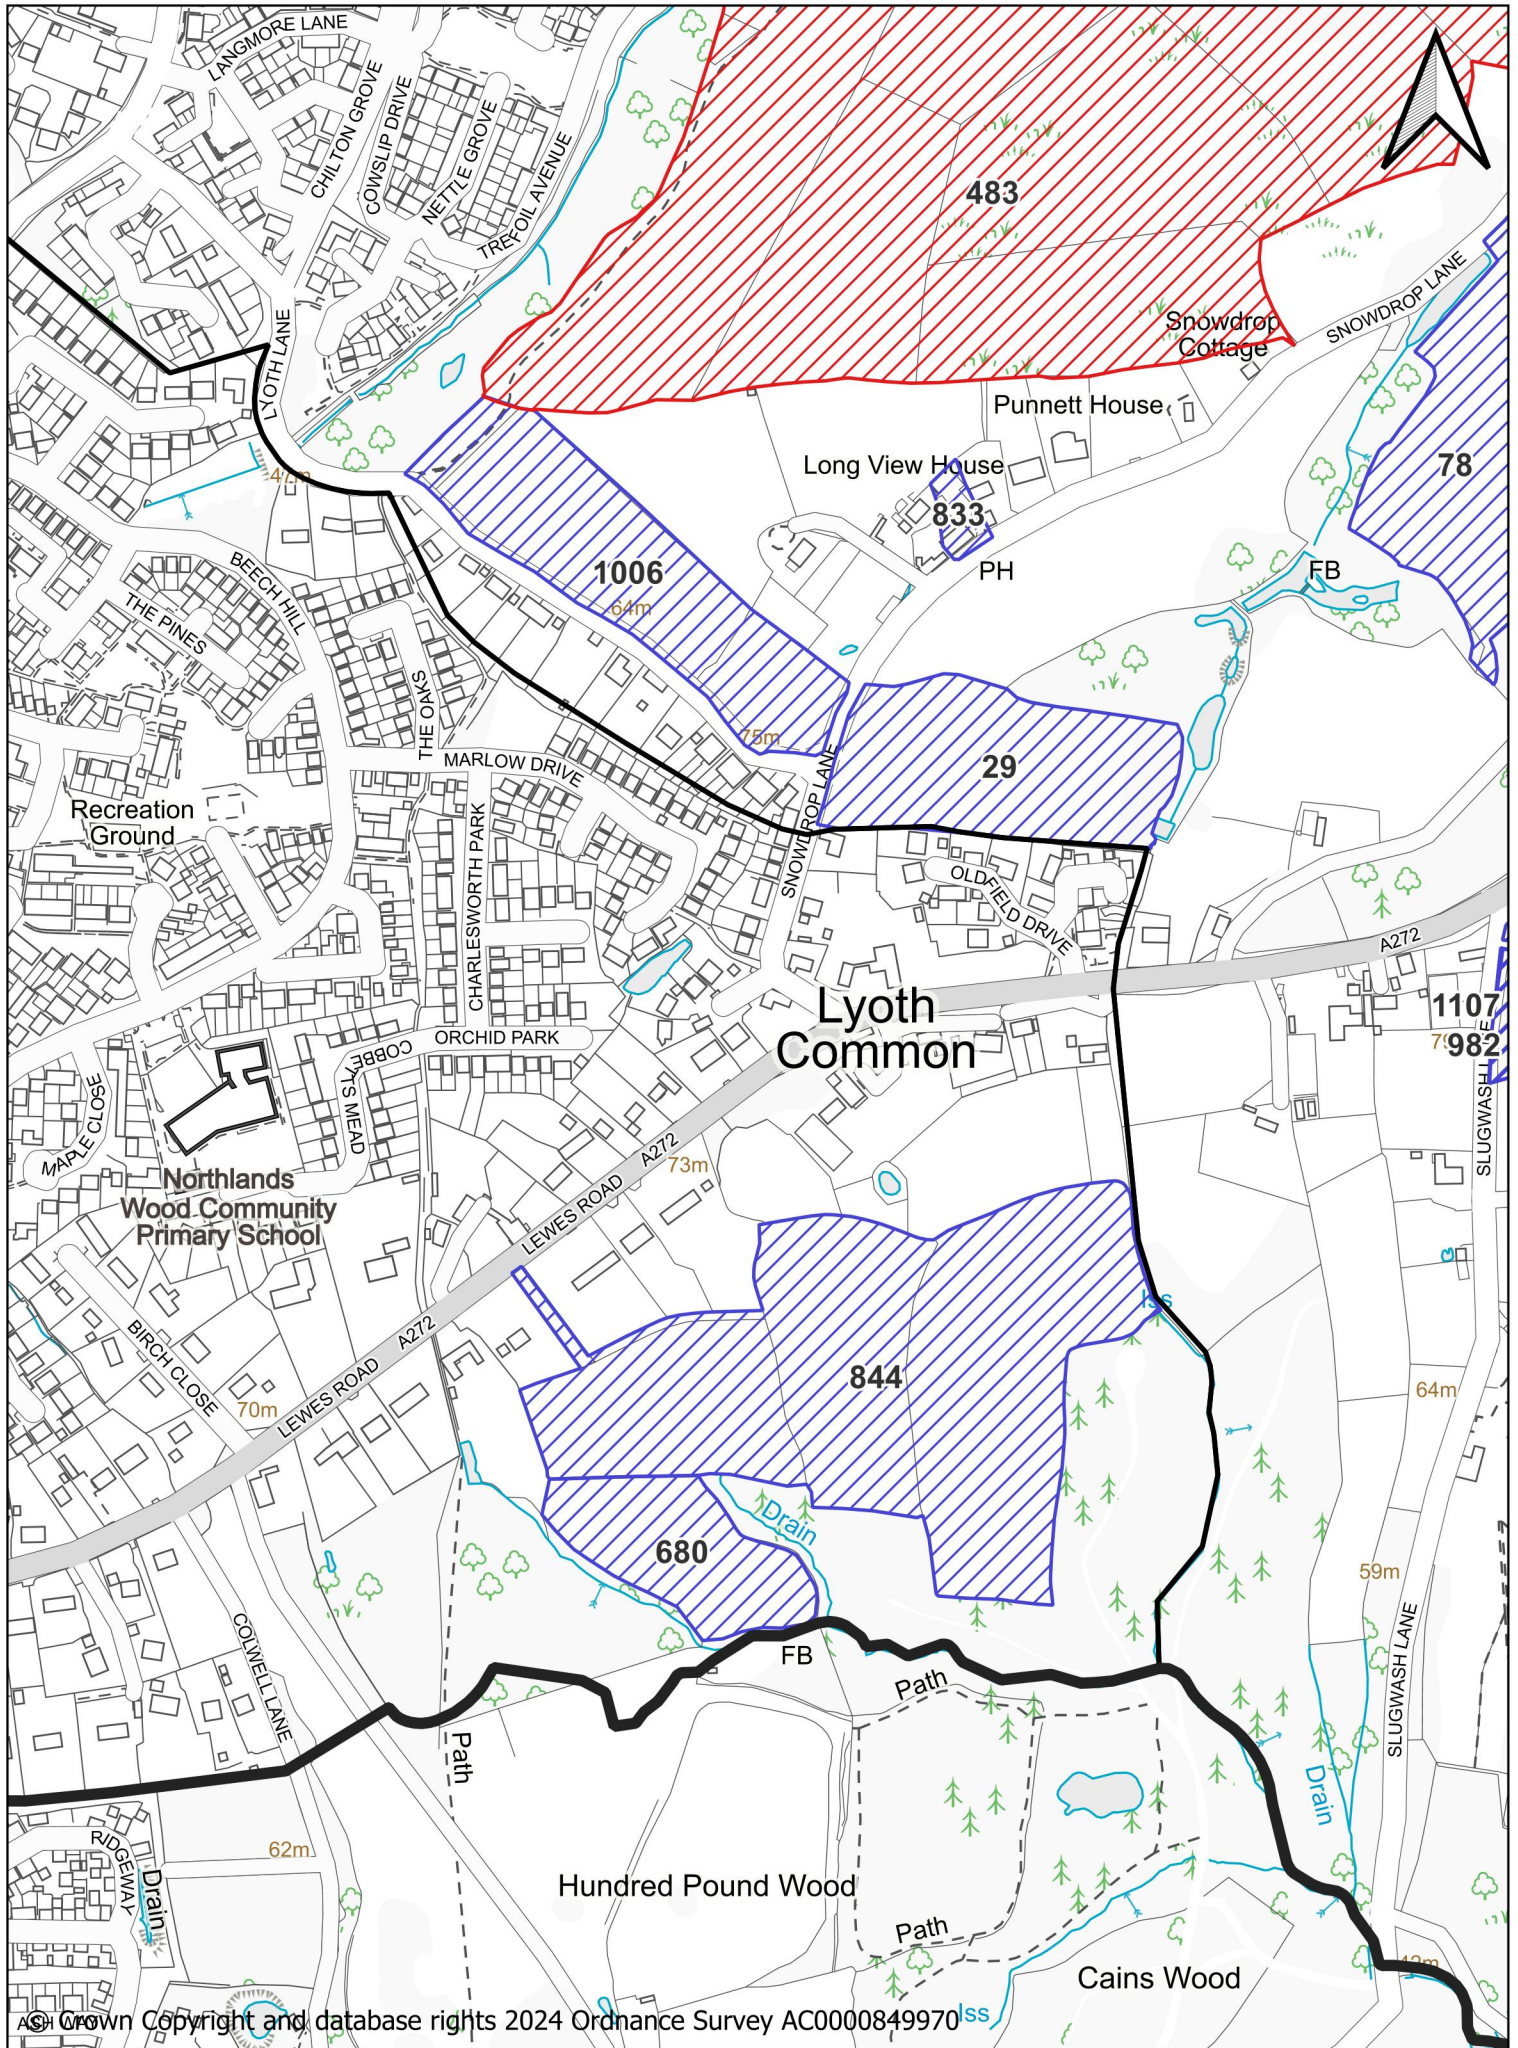 LANGMORE LANE
CHILTON GROVE
COWSLIP DRIVE
NETTLE GROVE
TREFOIL AVENUE
483
SNOWDROP LANE
Snowdrop
Cottage
LYOTH LANE
Punnett House
Long View House
78
47m
833
PH
FB
1006
64m
BEECH HILL
THE PINES
THE OAKS
75m
MARLOW DRIVE
29
SNOWDROP LANE
Recreation
Ground
CHARLESWORTH PARK
OLDFIELD DRIVE
A272
Lyoth
Common
1107
982
ORCHID PARK
COBBETTS MEAD
MAPLE CLOSE
SLUGWASH
Northlands
Wood Community
Primary School
73m
A272
LEWES ROAD
Iss
BIRCH CLOSE
A272
LEWES ROAD
70m
844
64m
Drain
680
59m
COLWELL LANE
FB
Path
SLUGWASH LANE
Path
Drain
RIDGEWAY
Drain
62m
Hundred Pound Wood
Path
Cains Wood
ASH WAY
© Crown Copyright and database rights 2024 Ordnance Survey AC0000849970
Iss